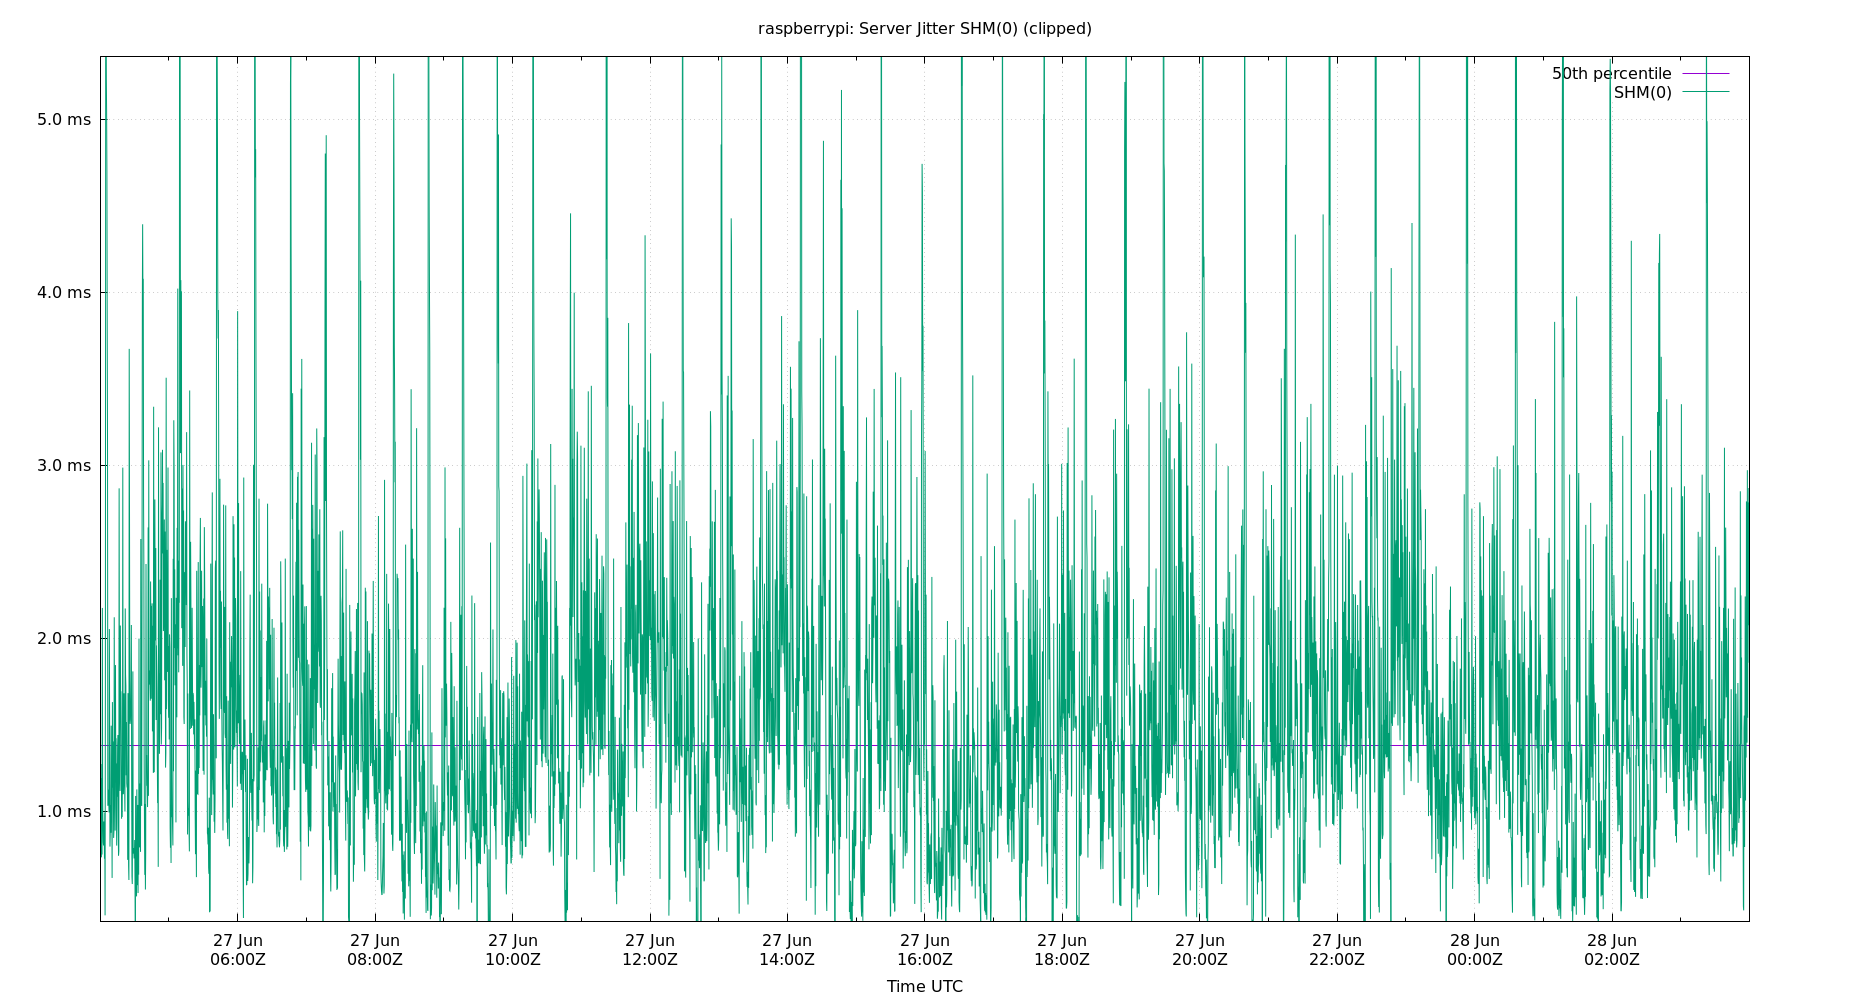 raspberrypi: Server Jitter SHM(0) (clipped)
50th percentile
SHM(0)
5.0 ms
4.0 ms
3.0 ms
2.0 ms
1.0 ms
27 Jun 06:00Z
27 Jun 08:00Z
27 Jun 10:00Z
27 Jun 12:00Z
27 Jun 14:00Z
27 Jun 16:00Z
27 Jun 18:00Z
27 Jun 20:00Z
27 Jun 22:00Z
28 Jun 00:00Z
28 Jun 02:00Z
Time UTC